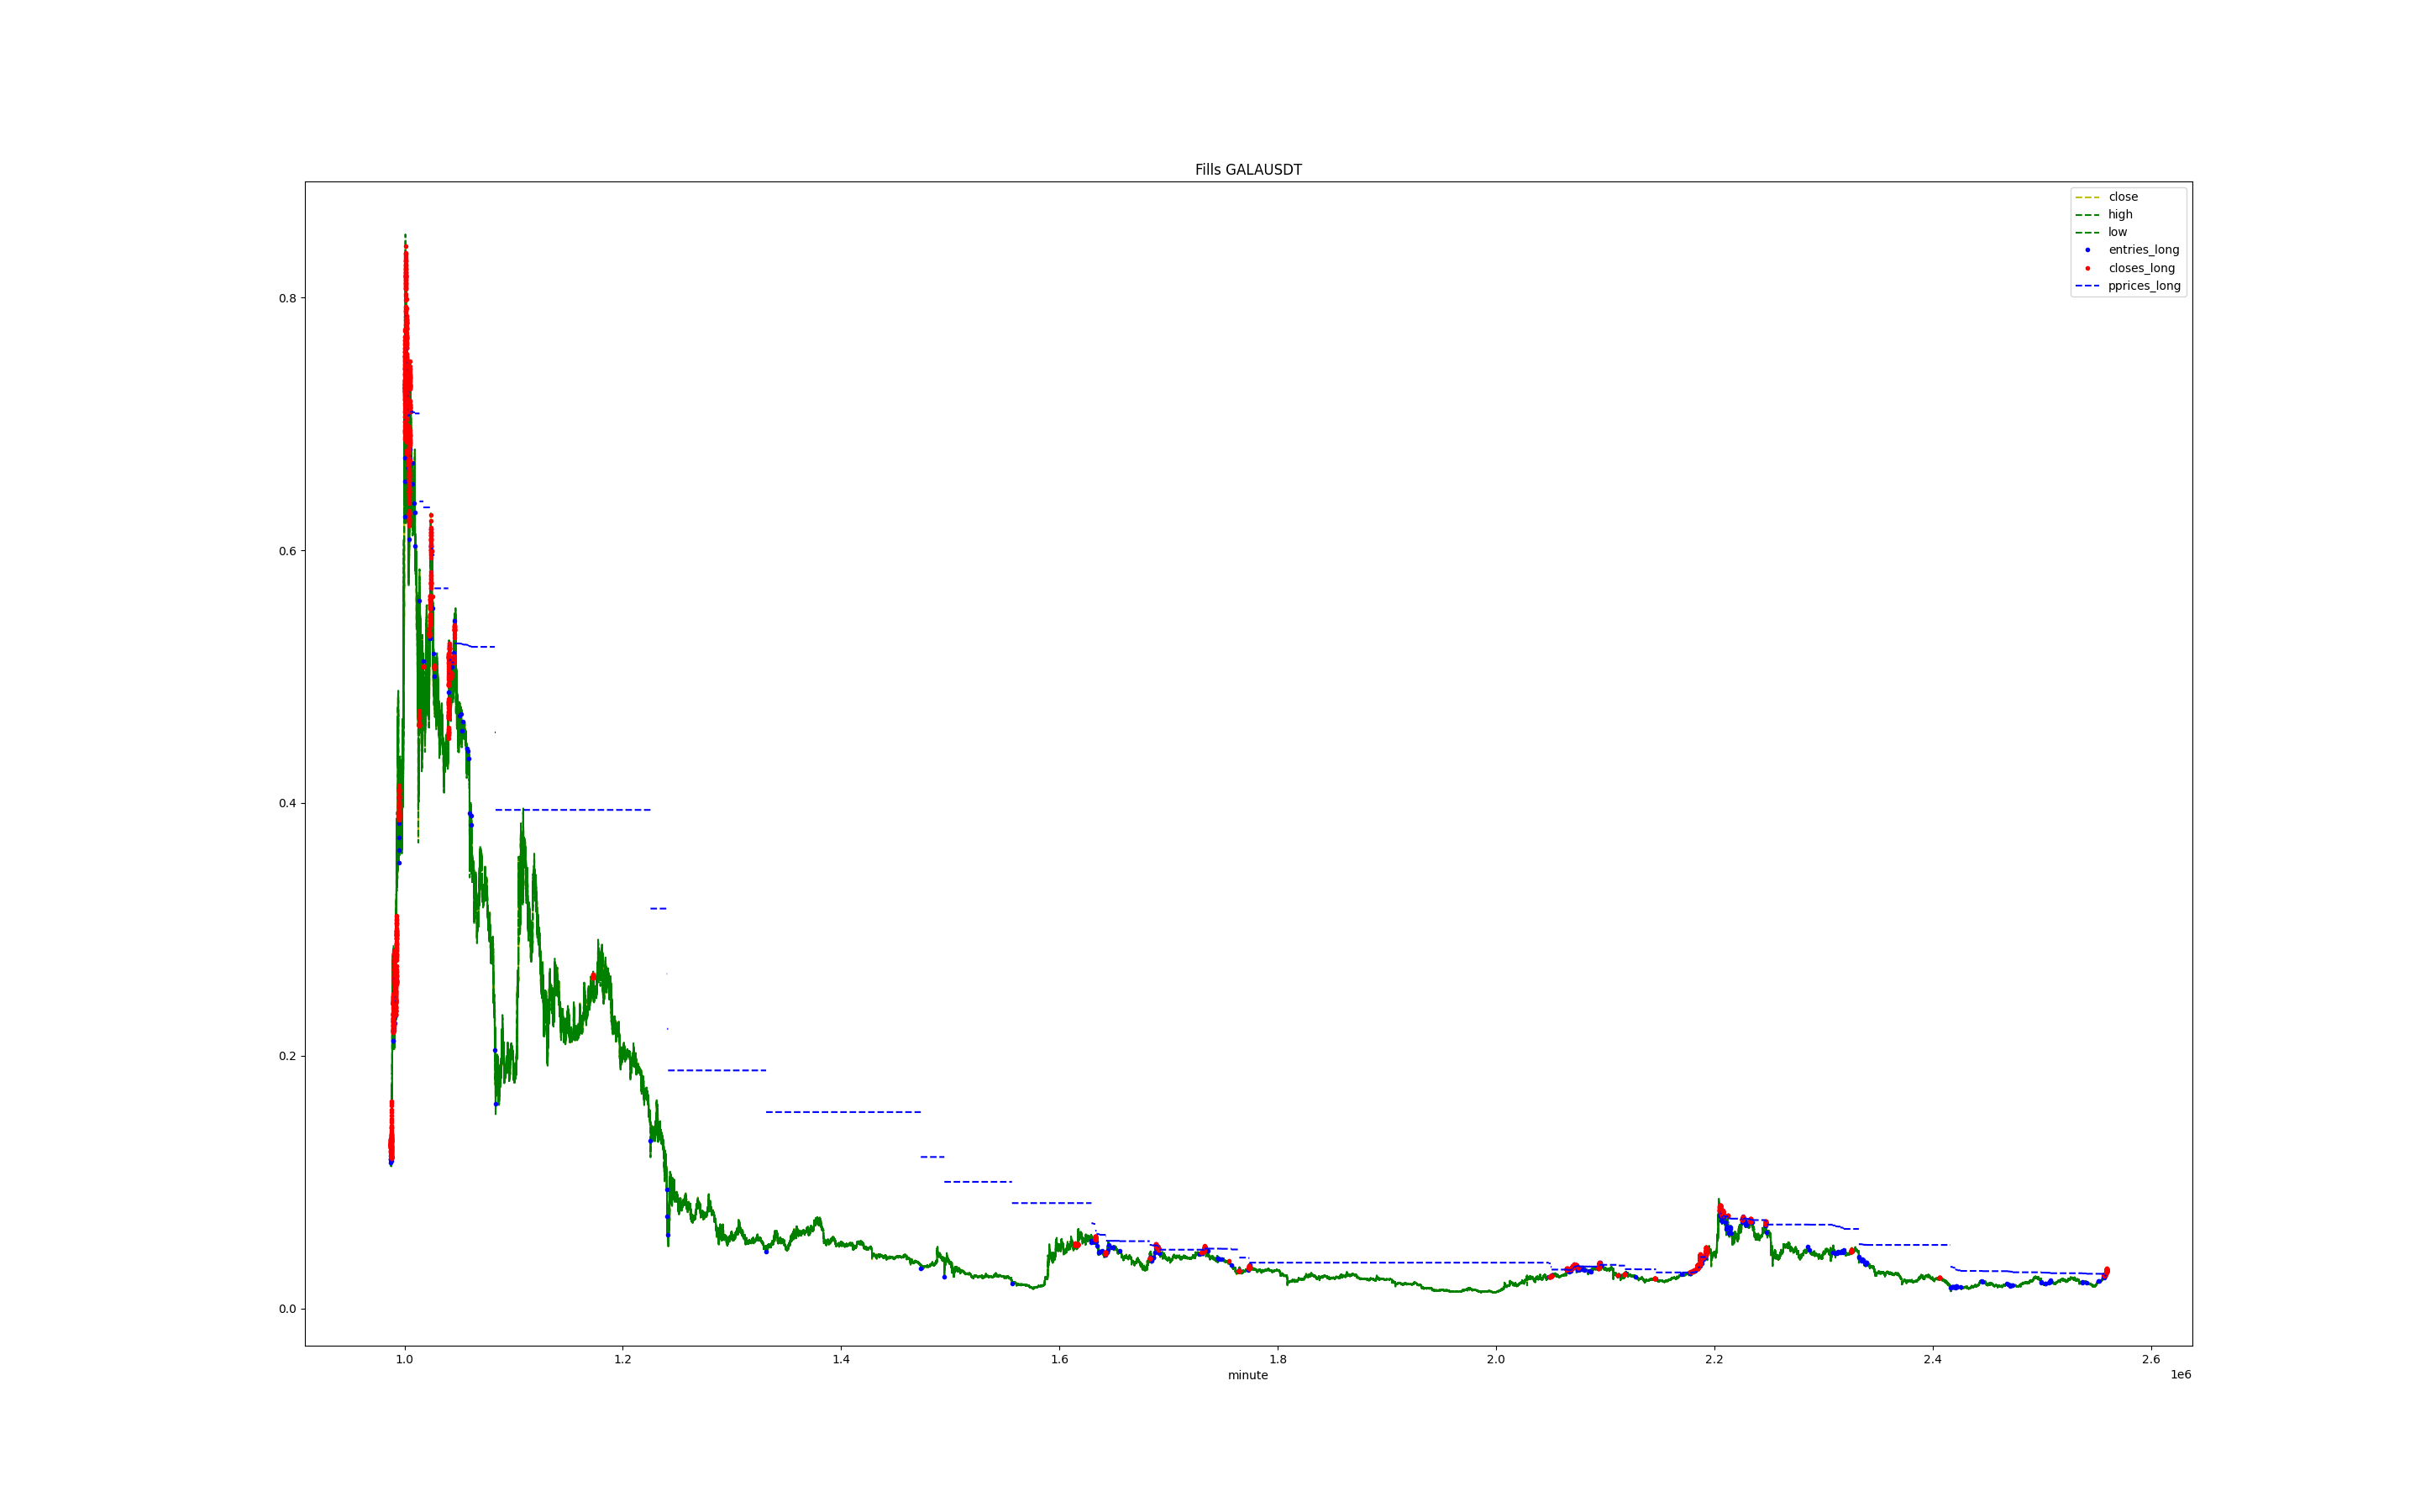 Fills GALAUSDT
close
high
low
entries_long
closes_long
pprices_long
0.8
0.6
0.4
0.2
0.0
1.0 1.2 1.4 1.6 1.8 2.0 2.2 2.4 2.6
minute 1e6